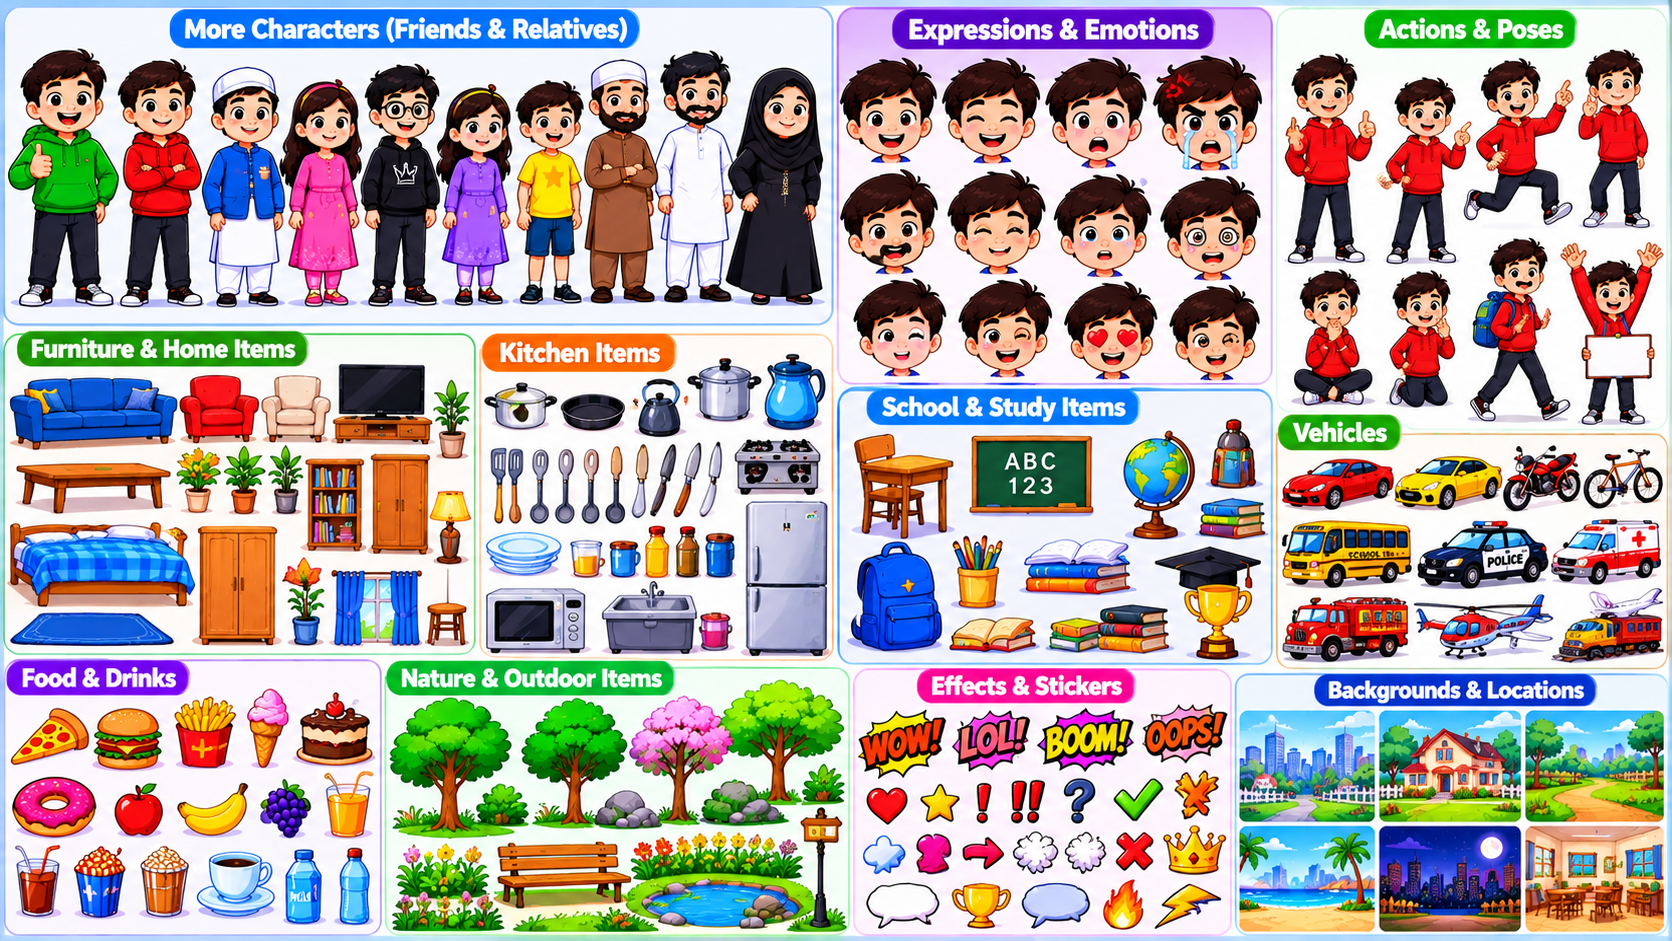 More Characters (Friends & Relatives)
Expressions & Emotions
Actions & Poses
Furniture & Home Items
Kitchen Items
School & Study Items
ABC
123
Vehicles
SCHOOL
POLICE
Food & Drinks
Nature & Outdoor Items
Effects & Stickers
WOW!
LOL!
BOOM!
OOPS!
!
!!
?
Backgrounds & Locations